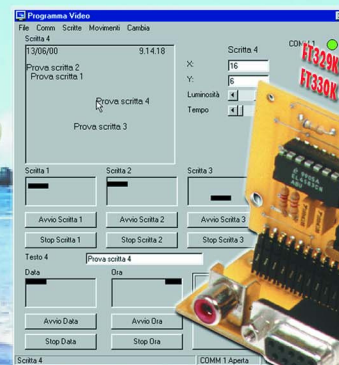 Programma Video
File Comm Scritte Movimenti Cambia
Scritta 4
13/06/00 9.14.18
Prova scritta 2
Prova scritta 1
Prova scritta 4
Prova scritta 3
Scritta 4
X: 16
Y: 6
Luminosità
Tempo
ET329K
ET330K
Scritta 1 Scritta 2 Scritta 3
Avvio Scritta 1 Avvio Scritta 2 Avvio Scritta 3
Stop Scritta 1 Stop Scritta 2 Stop Scritta 3
Testo 4 Prova scritta 4
Data Ora
Avvio Data Avvio Ora
Stop Data Stop Ora
Scritta 4 COMM 1 Aperta